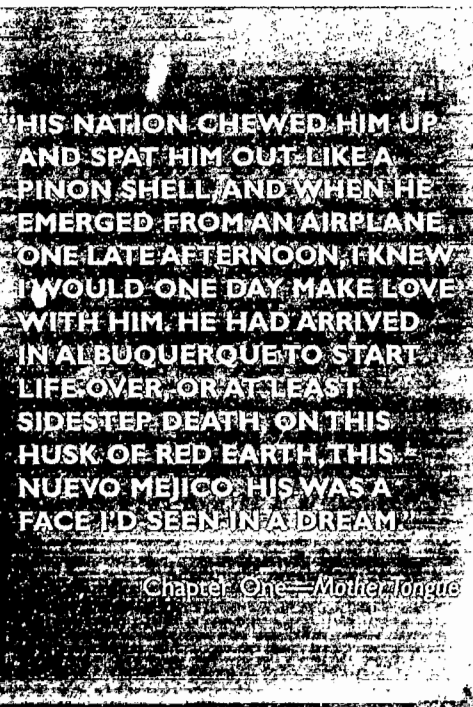 "HIS NATION CHEWED HIM UP
AND SPAT HIM OUT LIKE A
PINON SHELL, AND WHEN HE
EMERGED FROM AN AIRPLANE
ONE LATE AFTERNOON, I KNEW
I WOULD ONE DAY MAKE LOVE
WITH HIM. HE HAD ARRIVED
IN ALBUQUERQUE TO START
LIFE OVER, OR AT LEAST
SIDESTEP DEATH, ON THIS
HUSK OF RED EARTH, THIS
NUEVO MEJICO. HIS WAS A
FACE I'D SEEN IN A DREAM."
Chapter One—Mother Tongue